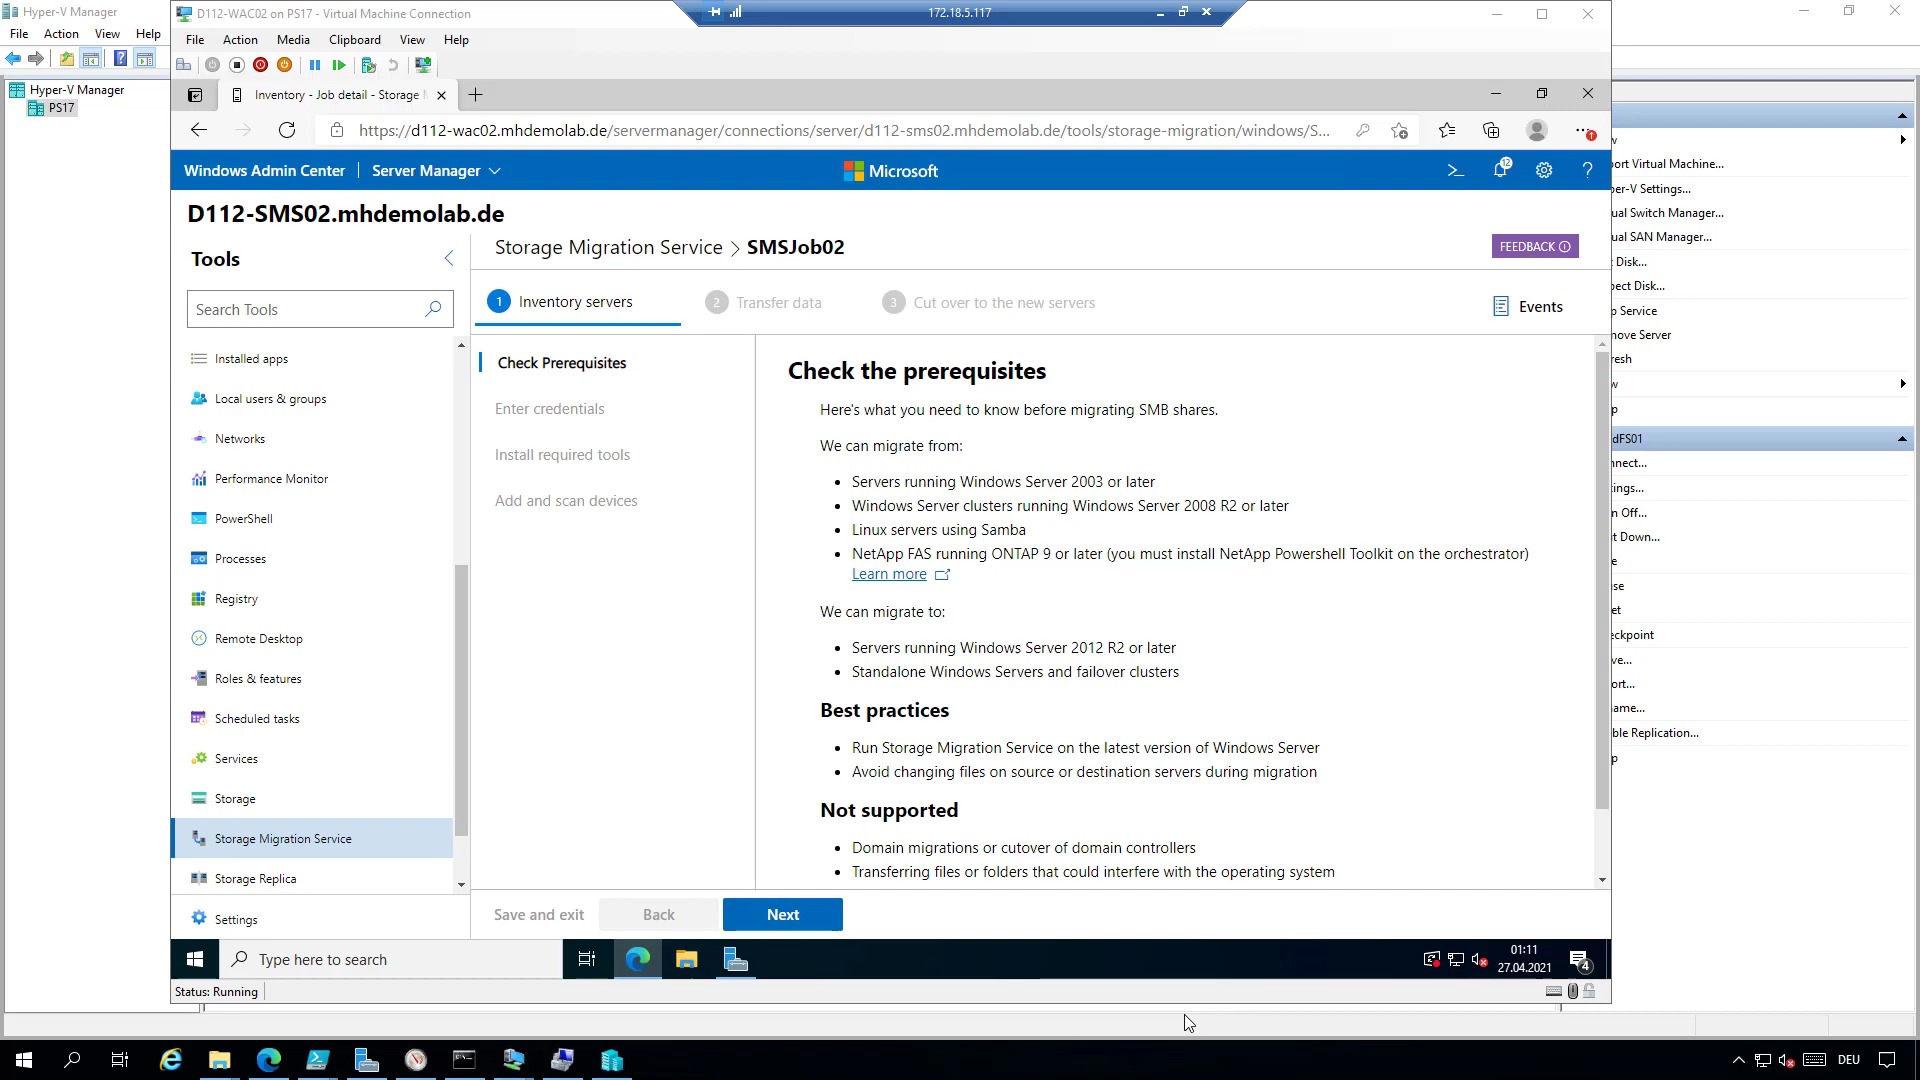 Hyper-V Manager
File Action View Help
Hyper-V Manager
PS17
D112-WAC02 on PS17 - Virtual Machine Connection
172.18.5.117
File Action Media Clipboard View Help
Inventory - Job detail - Storage
https://d112-wac02.mhdemolab.de/servermanager/connections/server/d112-sms02.mhdemolab.de/tools/storage-migration/windows/S...
Windows Admin Center Server Manager
Microsoft
12
D112-SMS02.mhdemolab.de
Tools
Search Tools
Installed apps
Local users & groups
Networks
Performance Monitor
PowerShell
Processes
Registry
Remote Desktop
Roles & features
Scheduled tasks
Services
Storage
Storage Migration Service
Storage Replica
Settings
Storage Migration Service > SMSJob02
FEEDBACK
1 Inventory servers
2 Transfer data
3 Cut over to the new servers
Events
Check Prerequisites
Enter credentials
Install required tools
Add and scan devices
Check the prerequisites
Here's what you need to know before migrating SMB shares.
We can migrate from:
• Servers running Windows Server 2003 or later
• Windows Server clusters running Windows Server 2008 R2 or later
• Linux servers using Samba
• NetApp FAS running ONTAP 9 or later (you must install NetApp Powershell Toolkit on the orchestrator)
Learn more
We can migrate to:
• Servers running Windows Server 2012 R2 or later
• Standalone Windows Servers and failover clusters
Best practices
• Run Storage Migration Service on the latest version of Windows Server
• Avoid changing files on source or destination servers during migration
Not supported
• Domain migrations or cutover of domain controllers
• Transferring files or folders that could interfere with the operating system
Save and exit
Back
Next
Type here to search
01:11
27.04.2021
4
Status: Running
w
ort Virtual Machine...
er-V Settings...
ual Switch Manager...
ual SAN Manager...
t Disk...
pect Disk...
p Service
nove Server
resh
w
p
dFS01
nnect...
ings...
n Off...
t Down...
e
use
et
eckpoint
ve...
ort...
ame...
ble Replication...
p
DEU